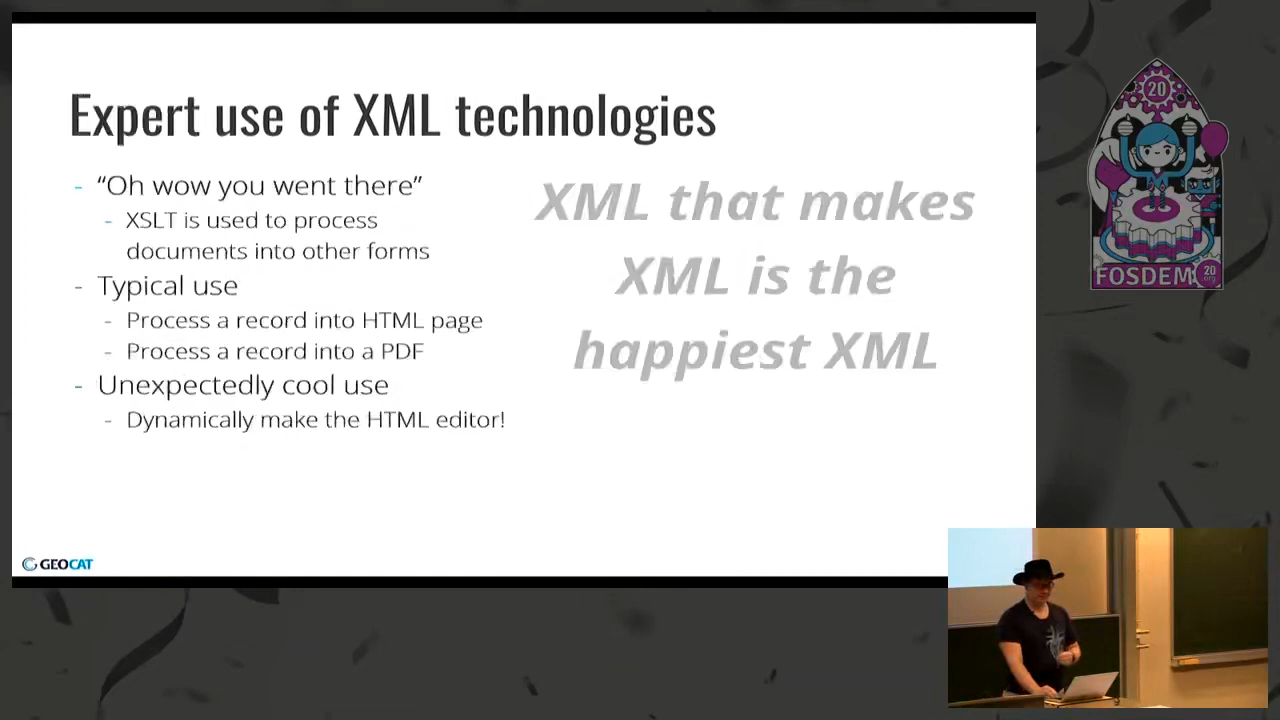 Expert use of XML technologies
- “Oh wow you went there”
- XSLT is used to process
documents into other forms
- Typical use
- Process a record into HTML page
- Process a record into a PDF
- Unexpectedly cool use
- Dynamically make the HTML editor!
XML that makes
XML is the
happiest XML
GEOCAT
20
FOSDEM 20
.org